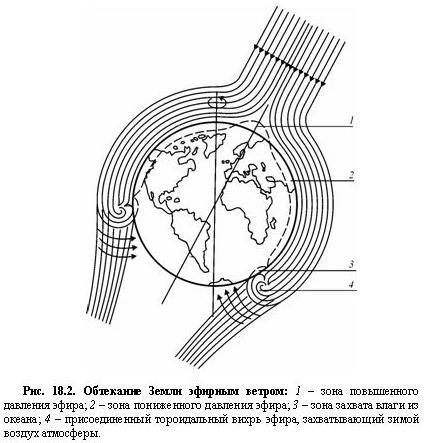 1
2
3
4
Рис. 18.2. Обтекание Земли эфирным ветром: 1 – зона повышенного
давления эфира; 2 – зона пониженного давления эфира; 3 – зона захвата влаги из
океана; 4 – присоединенный тороидальный вихрь эфира, захватывающий зимой
воздух атмосферы.